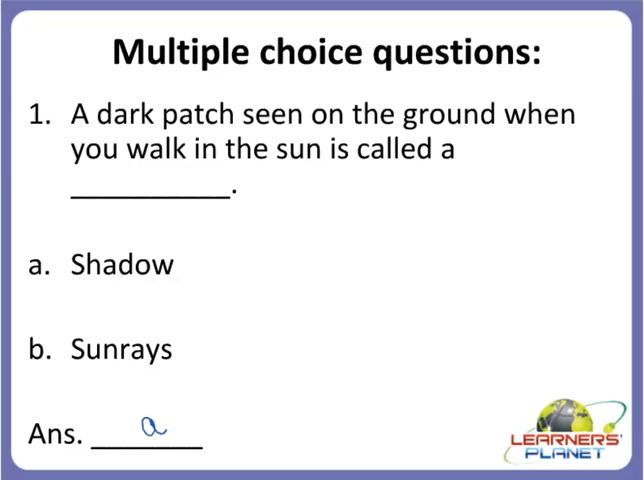 Multiple choice questions:
1. A dark patch seen on the ground when
you walk in the sun is called a
___________.
a. Shadow
b. Sunrays
Ans. ___a____
LEARNERS'
PLANET